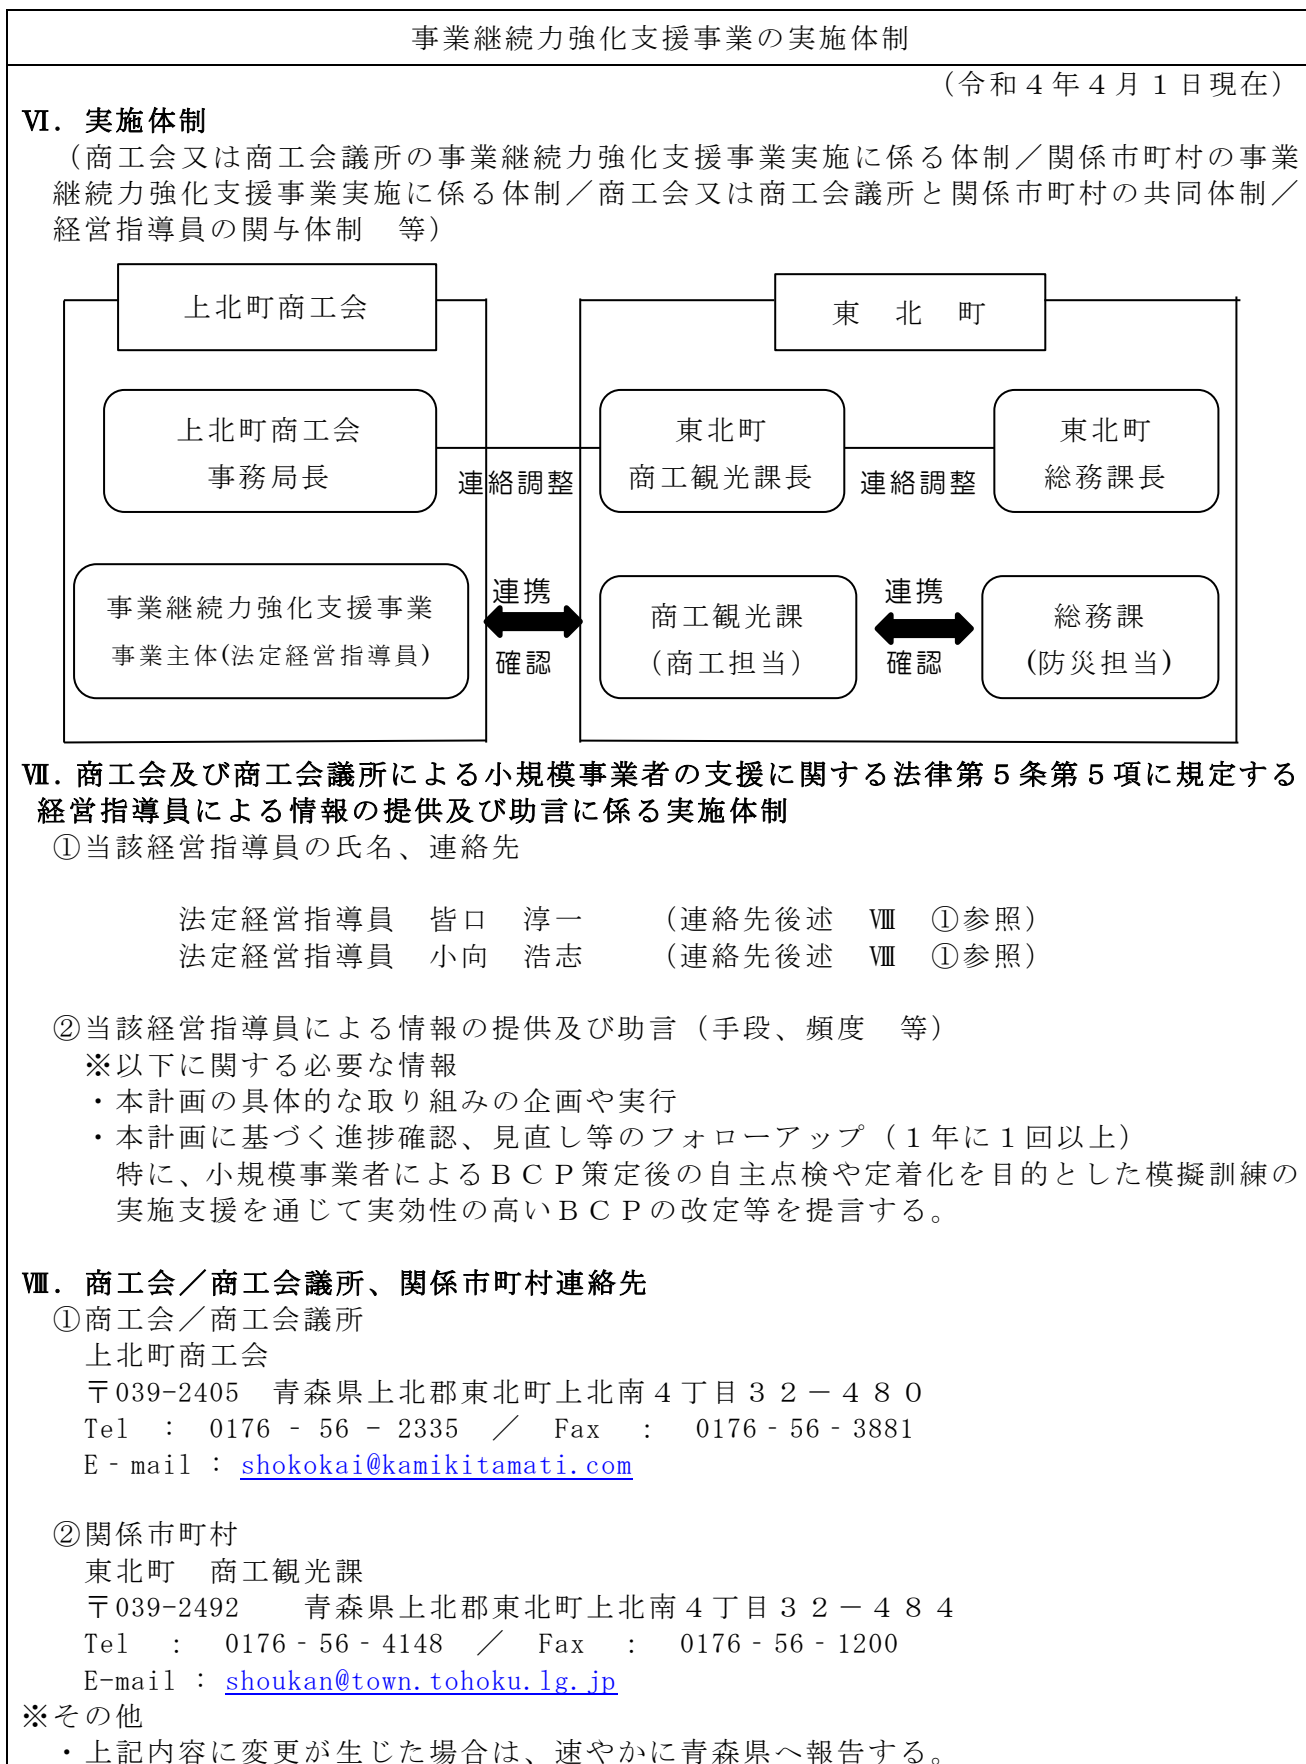 事業継続力強化支援事業の実施体制
（令和４年４月１日現在）
Ⅵ．実施体制
（商工会又は商工会議所の事業継続力強化支援事業実施に係る体制／関係市町村の事業
継続力強化支援事業実施に係る体制／商工会又は商工会議所と関係市町村の共同体制／
経営指導員の関与体制　等）
上北町商工会
東　北　町
上北町商工会
事務局長
連絡調整
東北町
商工観光課長
連絡調整
東北町
総務課長
事業継続力強化支援事業
事業主体(法定経営指導員)
連携
確認
商工観光課
（商工担当）
連携
確認
総務課
(防災担当)
Ⅶ．商工会及び商工会議所による小規模事業者の支援に関する法律第５条第５項に規定する
経営指導員による情報の提供及び助言に係る実施体制
①当該経営指導員の氏名、連絡先
法定経営指導員　皆口　淳一　　（連絡先後述　Ⅷ　①参照）
法定経営指導員　小向　浩志　　（連絡先後述　Ⅷ　①参照）
②当該経営指導員による情報の提供及び助言（手段、頻度　等）
※以下に関する必要な情報
・本計画の具体的な取り組みの企画や実行
・本計画に基づく進捗確認、見直し等のフォローアップ（１年に１回以上）
特に、小規模事業者によるＢＣＰ策定後の自主点検や定着化を目的とした模擬訓練の
実施支援を通じて実効性の高いＢＣＰの改定等を提言する。
Ⅷ．商工会／商工会議所、関係市町村連絡先
①商工会／商工会議所
上北町商工会
〒039-2405　青森県上北郡東北町上北南４丁目３２－４８０
Tel　：　0176 ‐ 56 − 2335　／　Fax　：　0176‐56‐3881
E‐mail：shokokai@kamikitamati.com
②関係市町村
東北町　商工観光課
〒039-2492　　青森県上北郡東北町上北南４丁目３２－４８４
Tel　：　0176‐56‐4148　／　Fax　：　0176‐56‐1200
E-mail：shoukan@town.tohoku.lg.jp
※その他
・上記内容に変更が生じた場合は、速やかに青森県へ報告する。